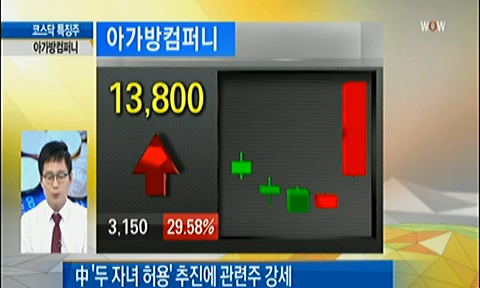 코스닥 특징주
아가방컴퍼니
아가방컴퍼니
WOW
13,800
3,150 29.58%
中 '두 자녀 허용' 추진에 관련주 강세